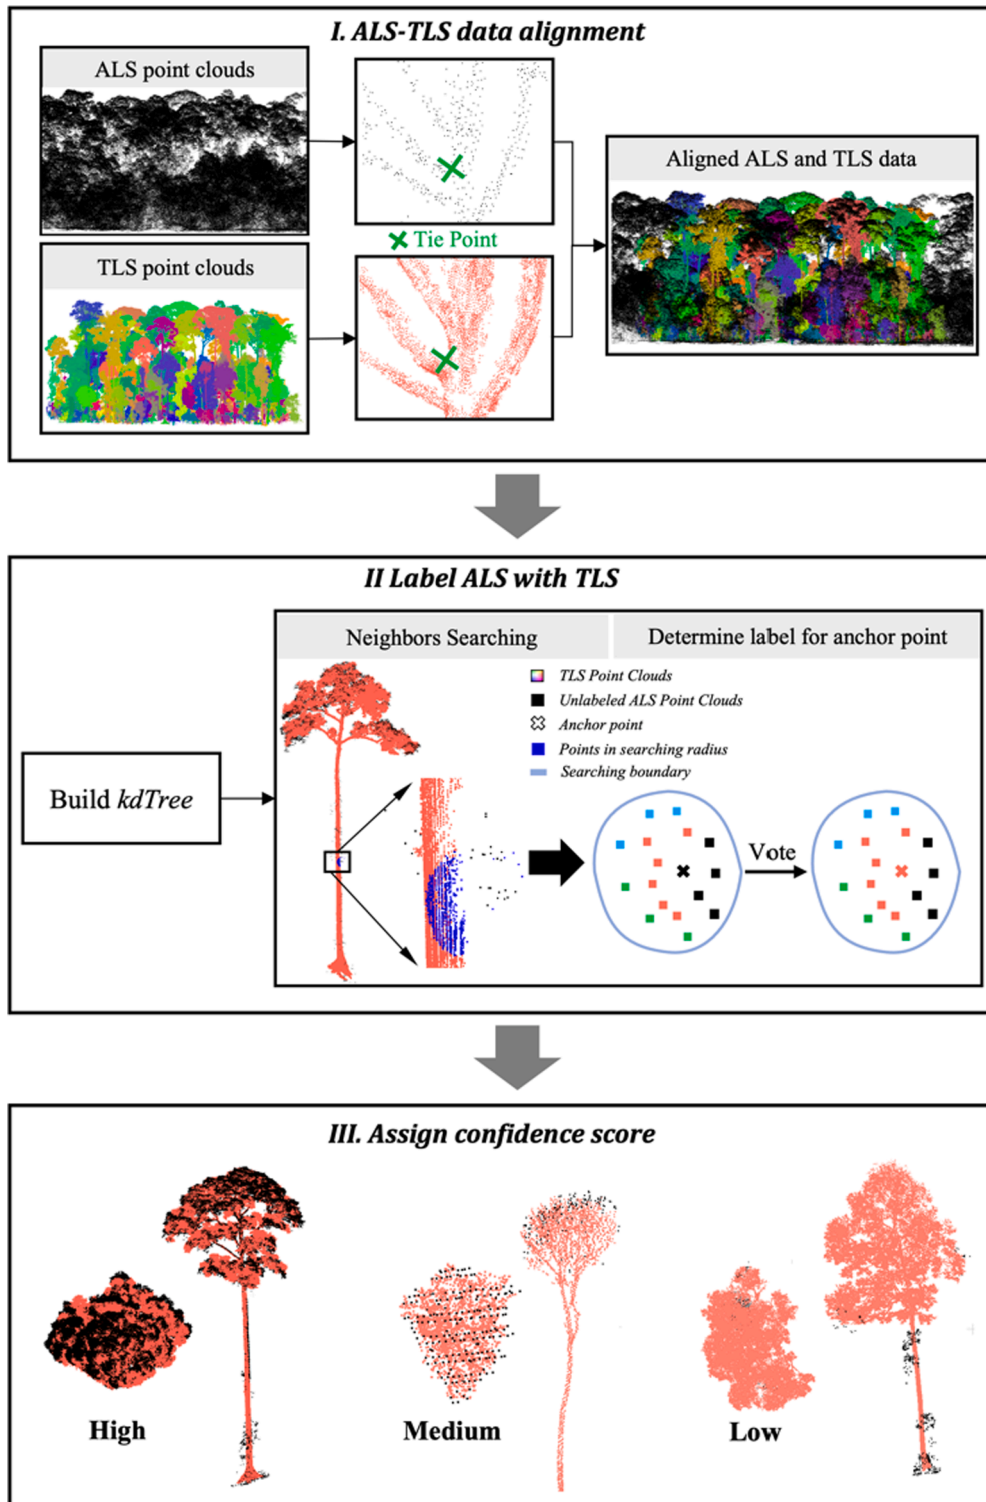 I. ALS-TLS data alignment
ALS point clouds
Tie Point
TLS point clouds
Aligned ALS and TLS data
II Label ALS with TLS
Build kdTree
Neighbors Searching
Determine label for anchor point
TLS Point Clouds
Unlabeled ALS Point Clouds
Anchor point
Points in searching radius
Searching boundary
Vote
III. Assign confidence score
High
Medium
Low